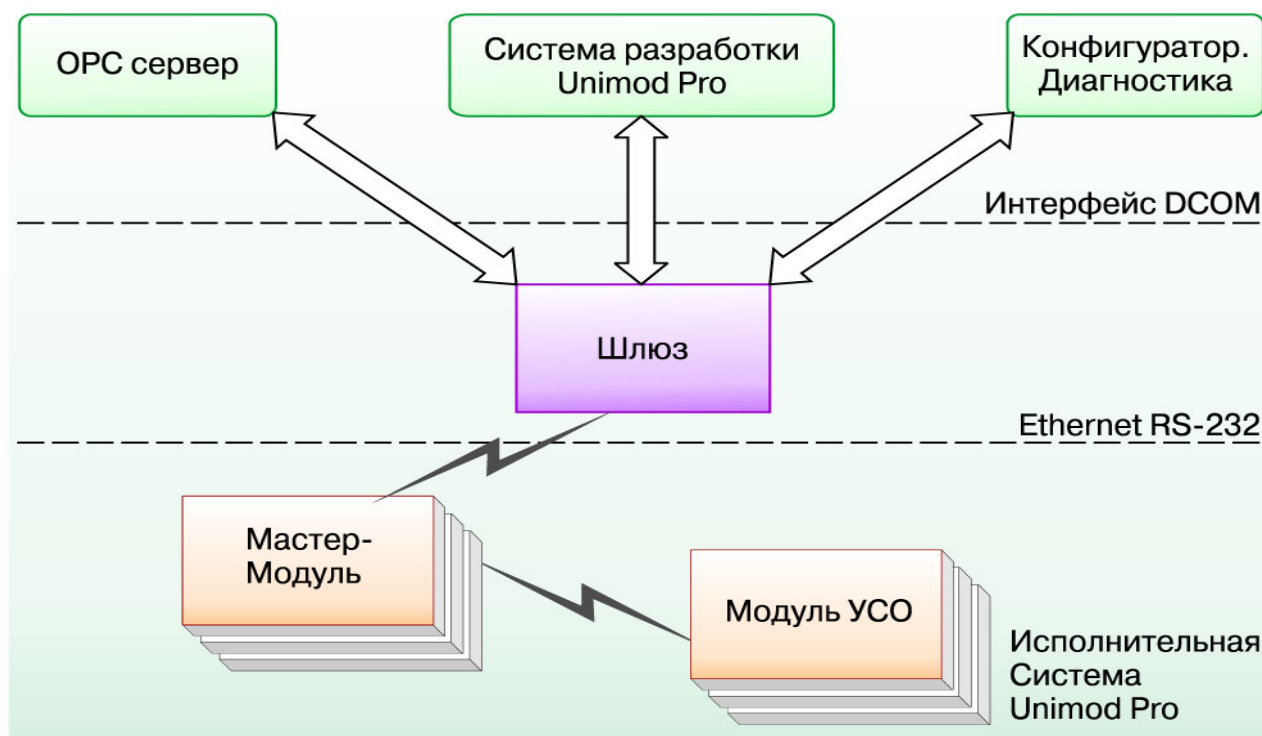 ОРС сервер
Система разработки
Unimod Pro
Конфигуратор.
Диагностика
Интерфейс DCOM
Шлюз
Ethernet RS-232
Мастер-
Модуль
Модуль УСО
Исполнительная
Система
Unimod Pro